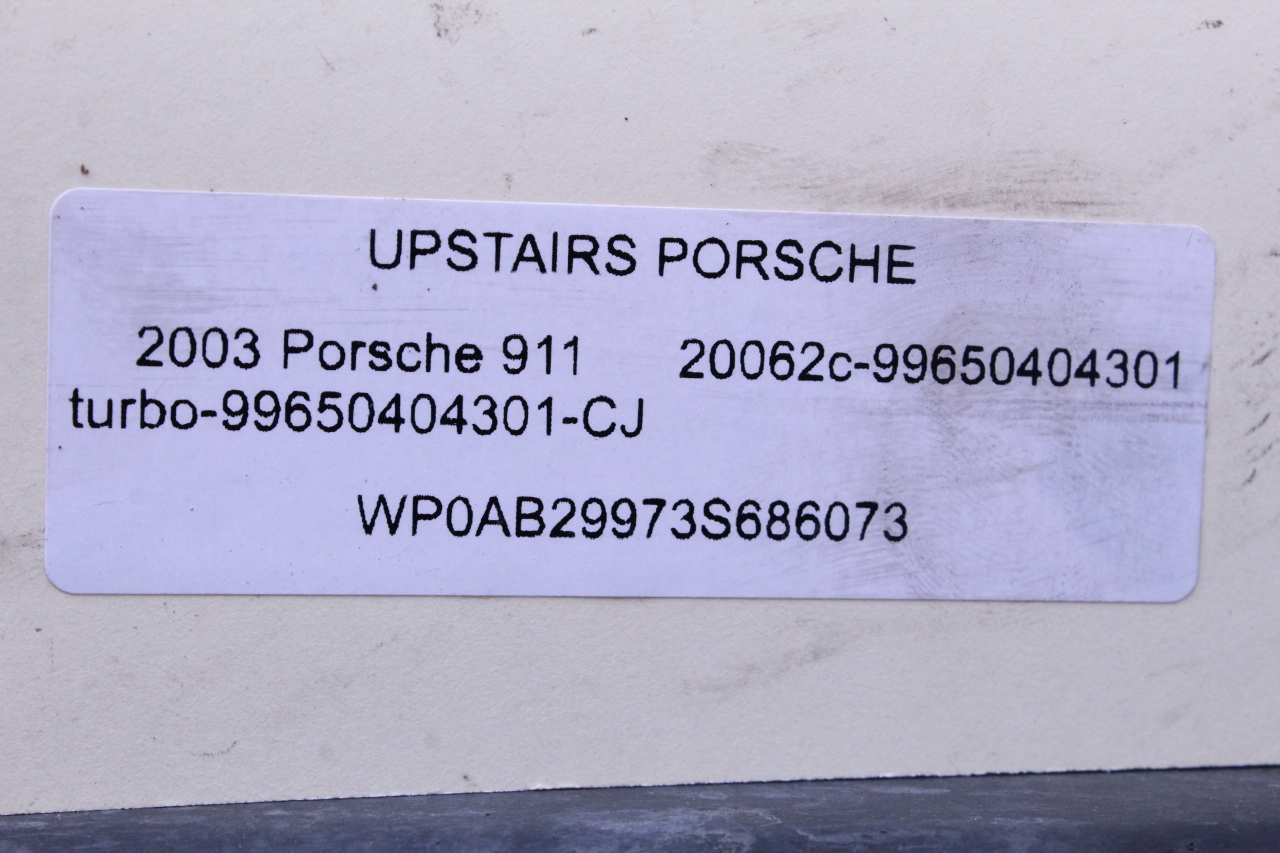 UPSTAIRS PORSCHE
2003 Porsche 911 20062c-99650404301
turbo-99650404301-CJ
WP0AB29973S686073